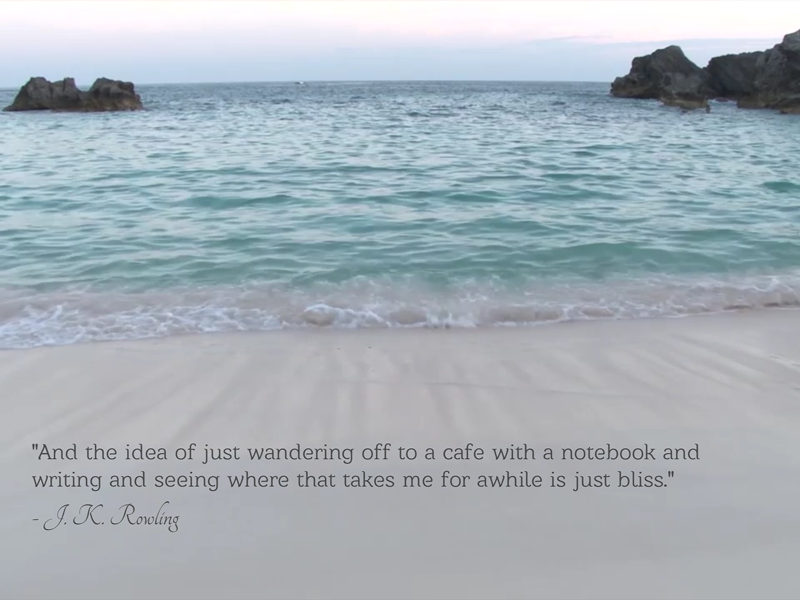 "And the idea of just wandering off to a cafe with a notebook and
writing and seeing where that takes me for awhile is just bliss."
- J. K. Rowling